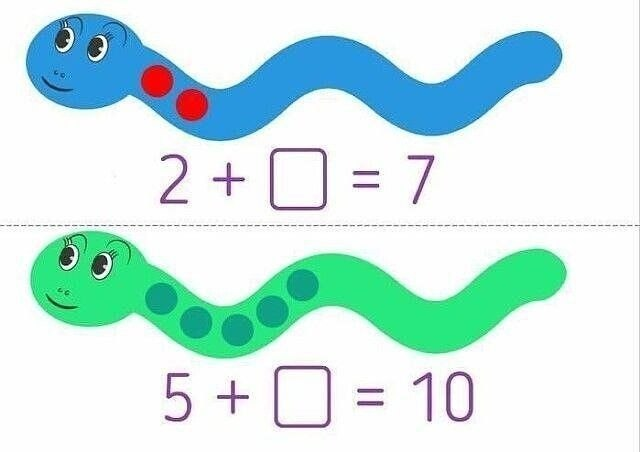 2 + □ = 7
5 + □ = 10